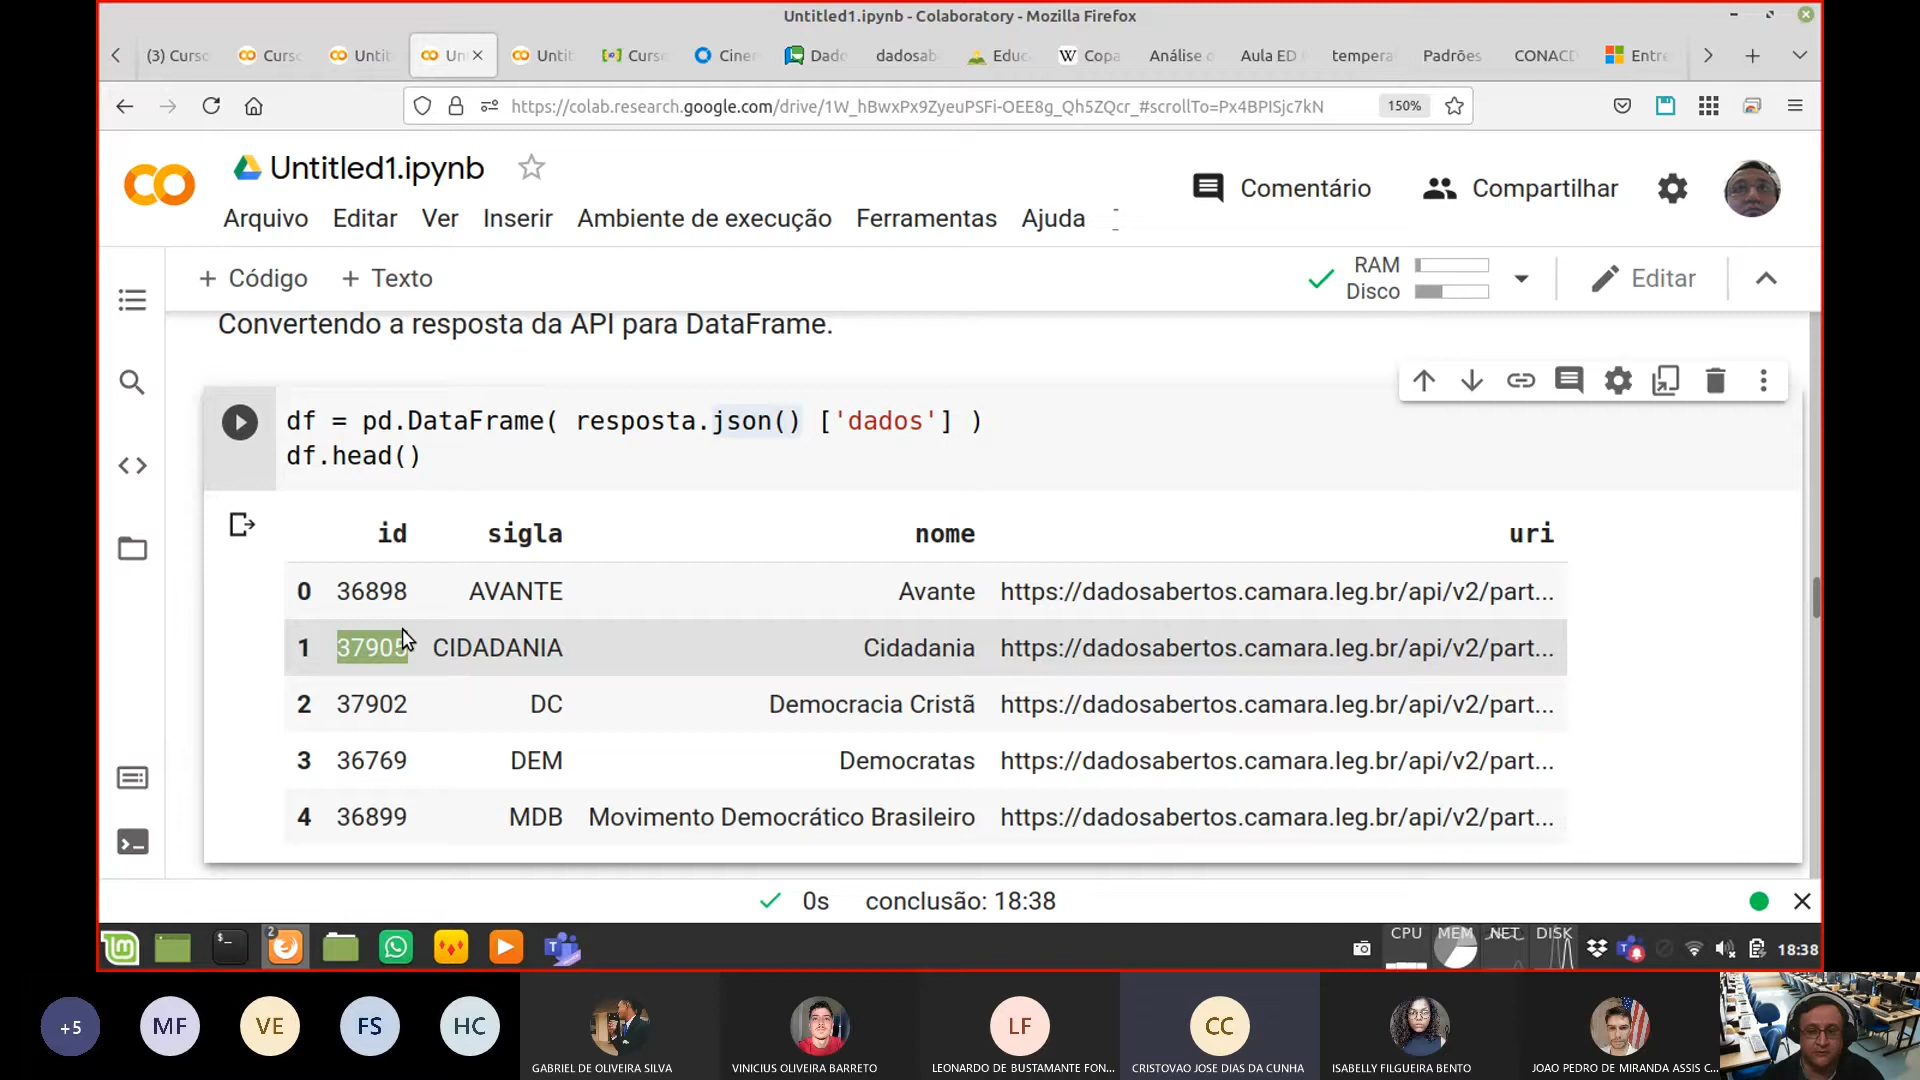 Untitled1.ipynb - Colaboratory - Mozilla Firefox
(3) Curso
Curso
Untit
Un
Untit
Curso
Cinem
Dado
dadosab
Educ
Copa
Análise d
Aula ED
tempera
Padrões
CONACD
Entre
https://colab.research.google.com/drive/1W_hBwxPx9ZyeuPSFi-OEE8g_Qh5ZQcr_#scrollTo=Px4BPISjc7kN
150%
Untitled1.ipynb
Comentário
Compartilhar
Arquivo Editar Ver Inserir Ambiente de execução Ferramentas Ajuda
+ Código + Texto
RAM
Disco
Editar
Convertendo a resposta da API para DataFrame.
df = pd.DataFrame( resposta.json() ['dados'] )
df.head()
id sigla nome uri
0 36898 AVANTE Avante https://dadosabertos.camara.leg.br/api/v2/part...
1 37905 CIDADANIA Cidadania https://dadosabertos.camara.leg.br/api/v2/part...
2 37902 DC Democracia Cristã https://dadosabertos.camara.leg.br/api/v2/part...
3 36769 DEM Democratas https://dadosabertos.camara.leg.br/api/v2/part...
4 36899 MDB Movimento Democrático Brasileiro https://dadosabertos.camara.leg.br/api/v2/part...
0s conclusão: 18:38
2
CPU MEM NET DISK
18:38
+5
MF
VE
FS
HC
LF
CC
GABRIEL DE OLIVEIRA SILVA
VINICIUS OLIVEIRA BARRETO
LEONARDO DE BUSTAMANTE FON...
CRISTOVAO JOSE DIAS DA CUNHA
ISABELLY FILGUEIRA BENTO
JOAO PEDRO DE MIRANDA ASSIS C...